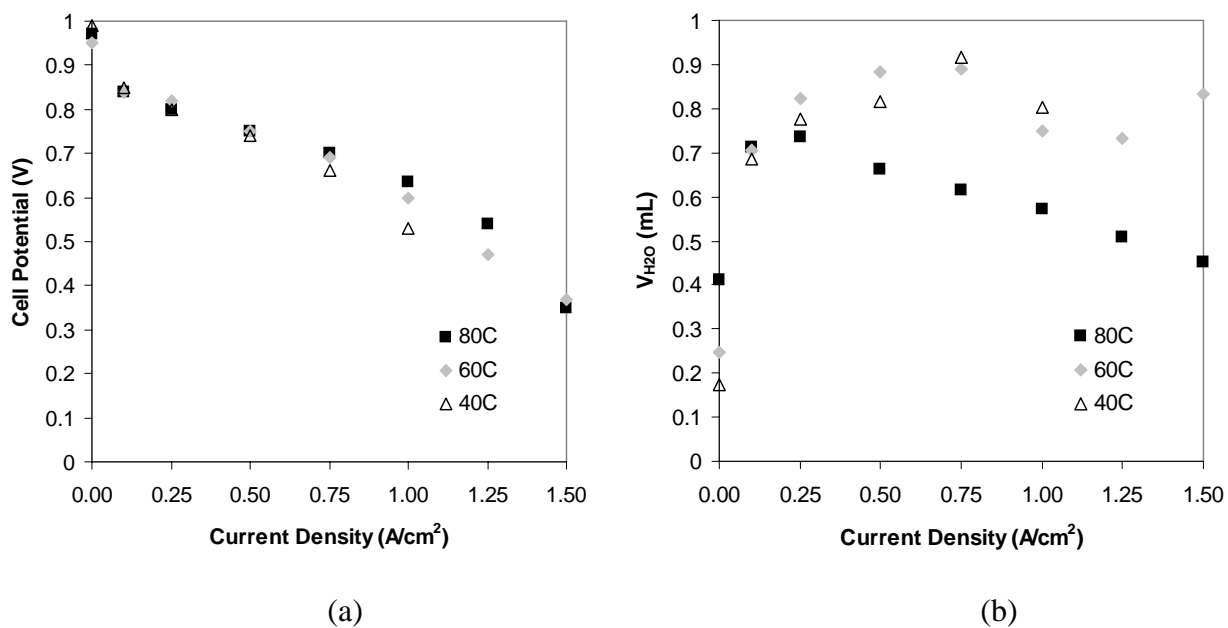 1
0.9
0.8
0.7
0.6
0.5
0.4
0.3
0.2
0.1
0
Cell Potential (V)
80C
60C
40C
0.00 0.25 0.50 0.75 1.00 1.25 1.50
Current Density (A/cm²)
(a)
1
0.9
0.8
0.7
0.6
0.5
0.4
0.3
0.2
0.1
0
V_H2O (mL)
80C
60C
40C
0.00 0.25 0.50 0.75 1.00 1.25 1.50
Current Density (A/cm²)
(b)